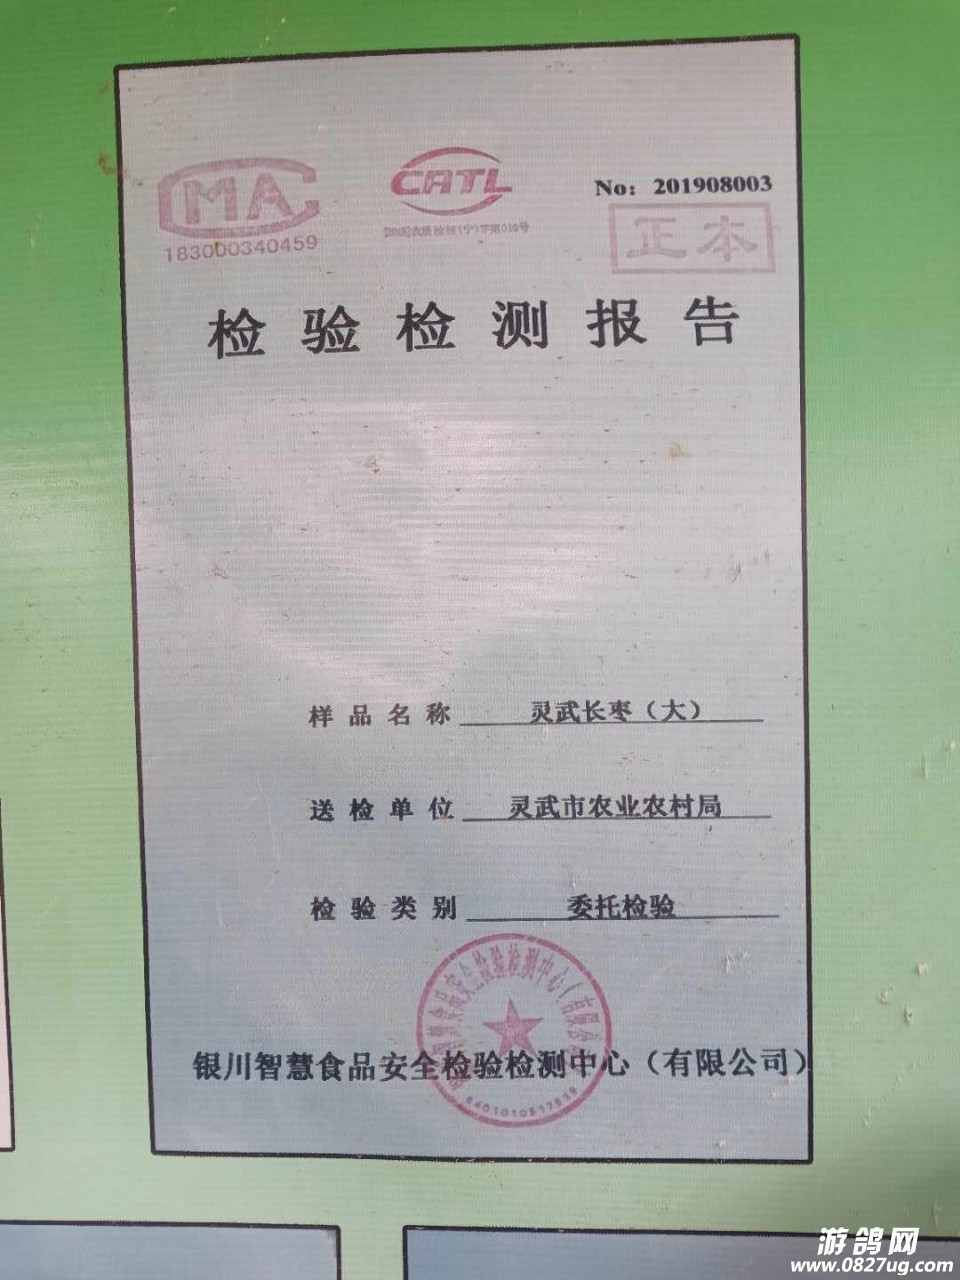 CMA
CATL
No: 201908003
183000340459
正本
检验检测报告
样品名称 灵武长枣（大）
送检单位 灵武市农业农村局
检验类别 委托检验
银川智慧食品安全检验检测中心（有限公司）
游鸽网
www.0827ug.com